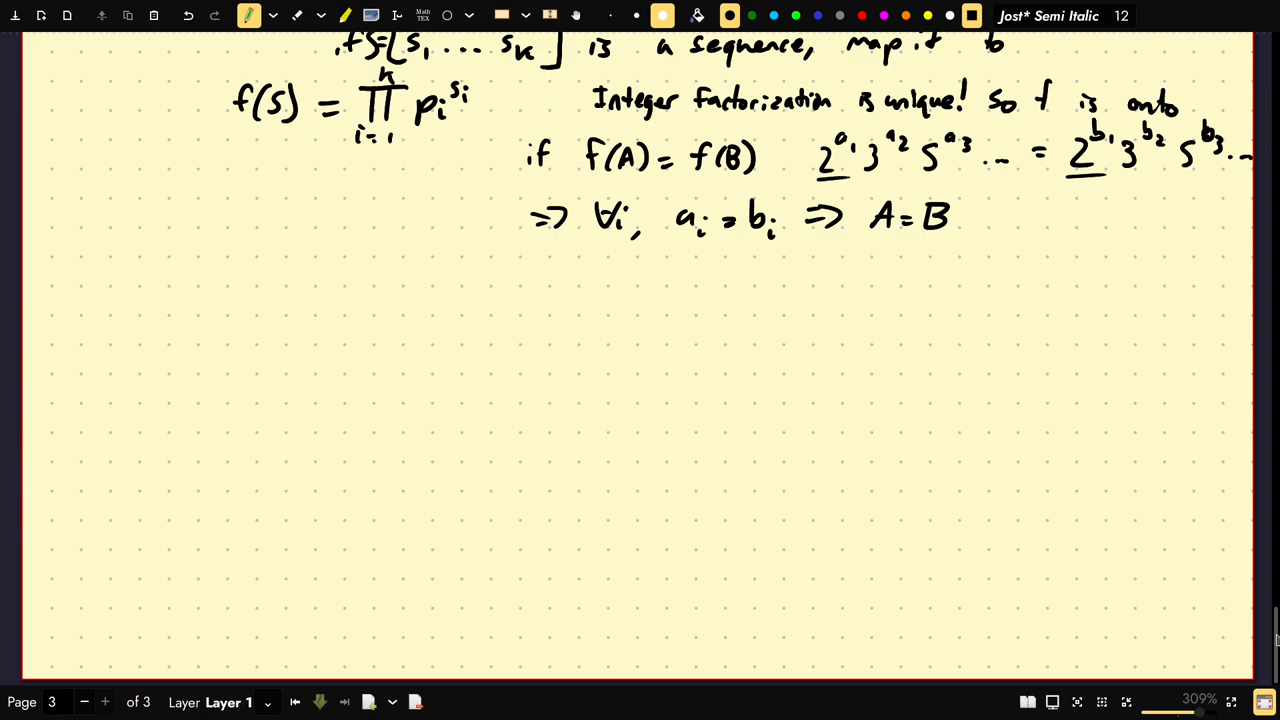 Math TEX Jost* Semi Italic 12
if S=[S₁ ... Sₖ] is a sequence, map it to
f(S) = ∏ᵢ₌₁ᵏ pᵢ^{sᵢ} Integer factorization is unique! So f is onto
if f(A) = f(B) 2^{a₁} 3^{a₂} 5^{a₃} ... = 2^{b₁} 3^{b₂} 5^{b₃} ...
=> ∀i, aᵢ = bᵢ => A = B
Page 3 of 3 Layer Layer 1 309%